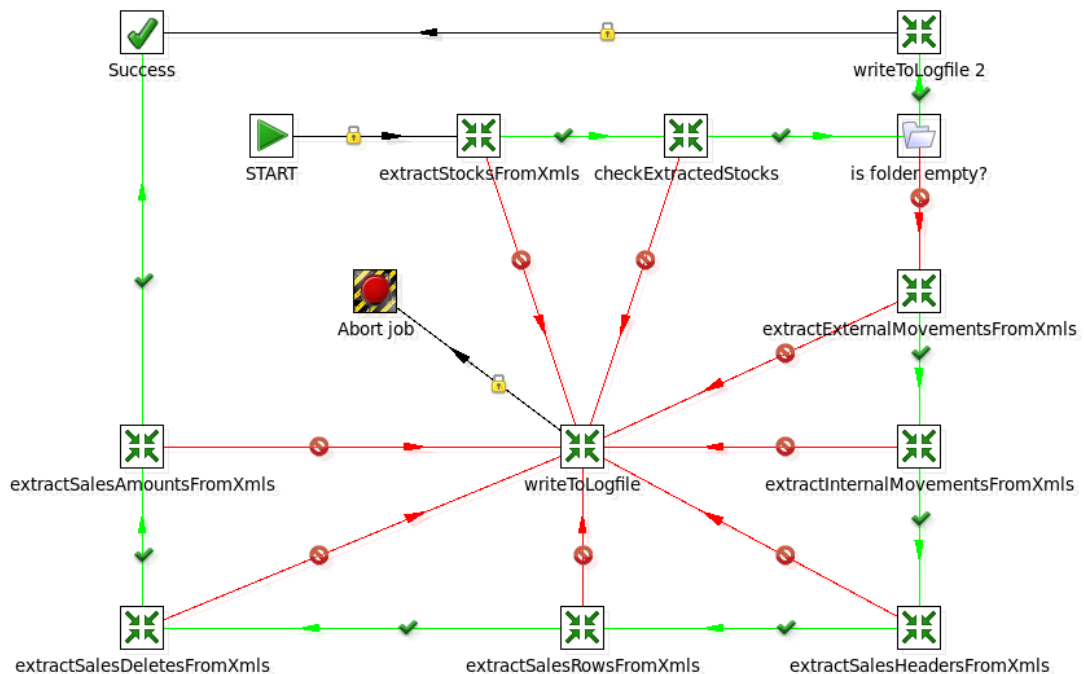 Success
writeToLogfile 2
START
extractStocksFromXmls
checkExtractedStocks
is folder empty?
Abort job
extractExternalMovementsFromXmls
extractSalesAmountsFromXmls
writeToLogfile
extractInternalMovementsFromXmls
extractSalesDeletesFromXmls
extractSalesRowsFromXmls
extractSalesHeadersFromXmls